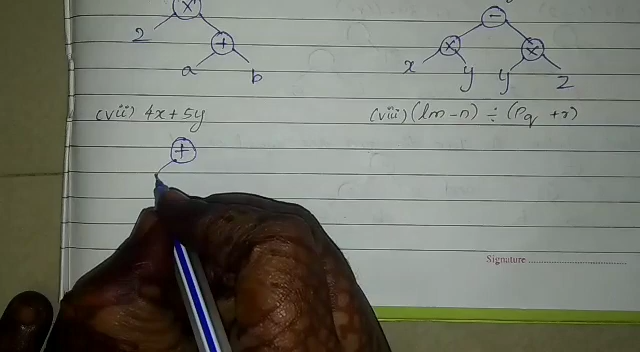 ×
−
2
+
×
×
a
b
x
y
y
z
(vii) 4x + 5y
(viii) (lm − n) ÷ (pq + r)
+
Signature